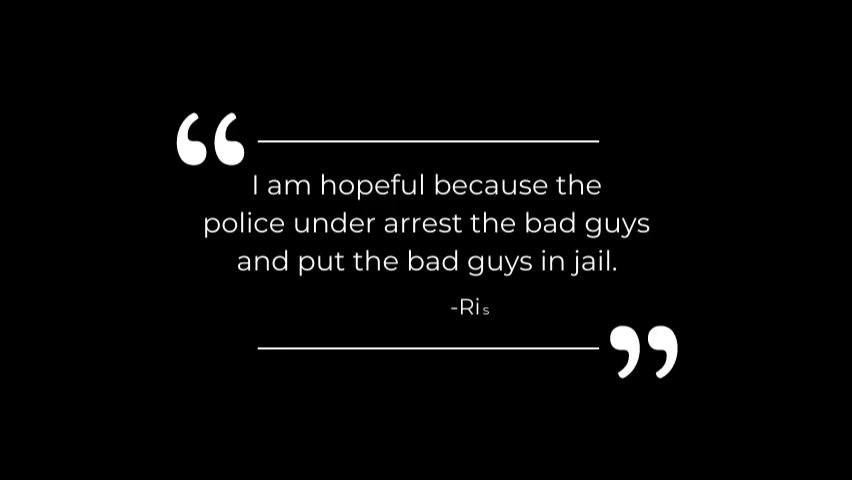 “
I am hopeful because the
police under arrest the bad guys
and put the bad guys in jail.
-Ris
”